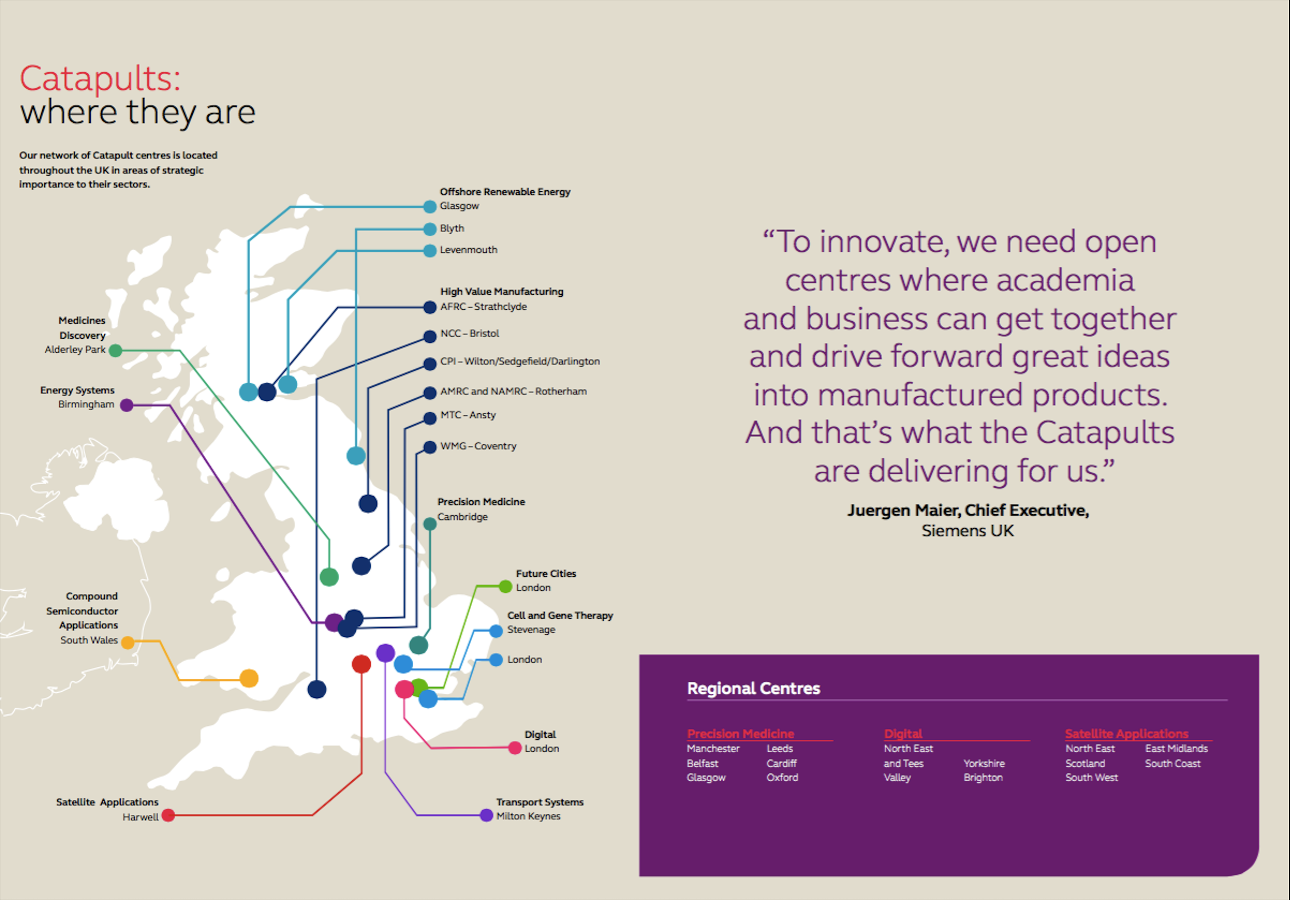 Catapults:
where they are
Our network of Catapult centres is located
throughout the UK in areas of strategic
importance to their sectors.
Offshore Renewable Energy
Glasgow
Blyth
Levenmouth
High Value Manufacturing
AFRC – Strathclyde
NCC – Bristol
CPI – Wilton/Sedgefield/Darlington
AMRC and NAMRC – Rotherham
MTC – Ansty
WMG – Coventry
Precision Medicine
Cambridge
Future Cities
London
Cell and Gene Therapy
Stevenage
London
Digital
London
Transport Systems
Milton Keynes
Medicines
Discovery
Alderley Park
Energy Systems
Birmingham
Compound
Semiconductor
Applications
South Wales
Satellite Applications
Harwell
“To innovate, we need open
centres where academia
and business can get together
and drive forward great ideas
into manufactured products.
And that’s what the Catapults
are delivering for us.”
Juergen Maier, Chief Executive,
Siemens UK
Regional Centres
Precision Medicine
Manchester
Belfast
Glasgow
Leeds
Cardiff
Oxford
Digital
North East
and Tees
Valley
Yorkshire
Brighton
Satellite Applications
North East
Scotland
South West
East Midlands
South Coast